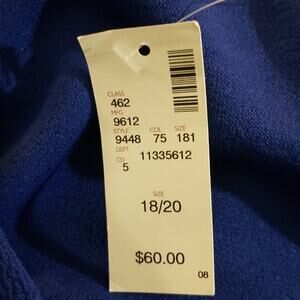 CLASS
462
MFG
9612
STYLE COL SIZE
9448 75 181
DEPT
11335612
CD
5
SIZE
18/20
$60.00
08